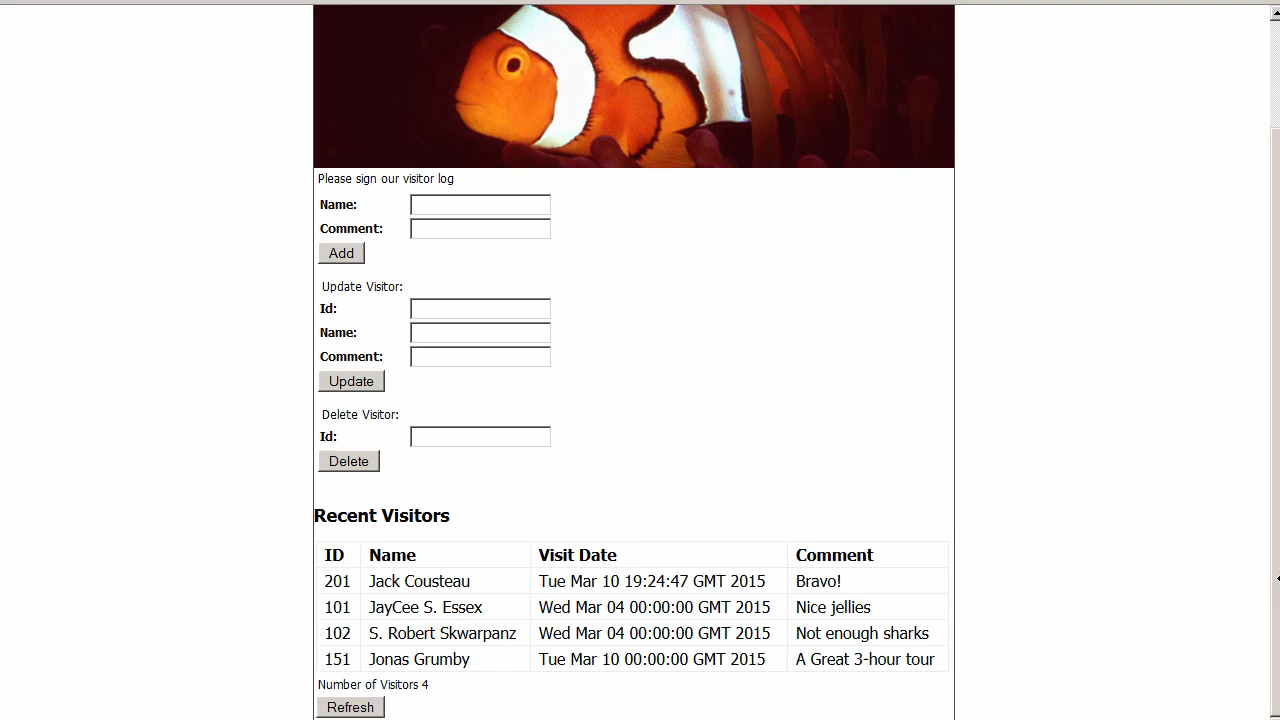 Please sign our visitor log
Name:
Comment:
Add
Update Visitor:
Id:
Name:
Comment:
Update
Delete Visitor:
Id:
Delete
Recent Visitors
ID Name Visit Date Comment
201 Jack Cousteau Tue Mar 10 19:24:47 GMT 2015 Bravo!
101 JayCee S. Essex Wed Mar 04 00:00:00 GMT 2015 Nice jellies
102 S. Robert Skwarpanz Wed Mar 04 00:00:00 GMT 2015 Not enough sharks
151 Jonas Grumby Tue Mar 10 00:00:00 GMT 2015 A Great 3-hour tour
Number of Visitors 4
Refresh